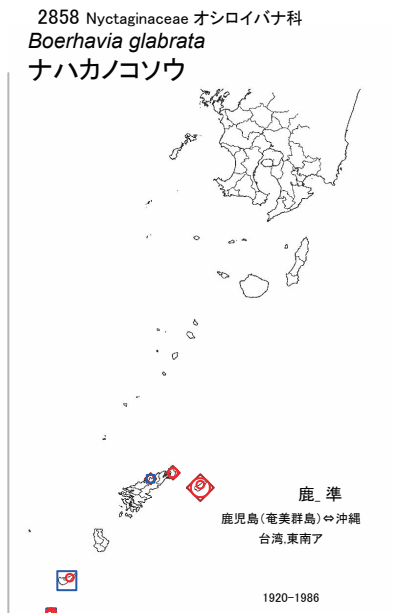 2858 Nyctaginaceae オシロイバナ科
Boerhavia glabrata
ナハカノコソウ
鹿_ 準
鹿児島(奄美群島)⇔沖縄
台湾,東南ア
1920-1986